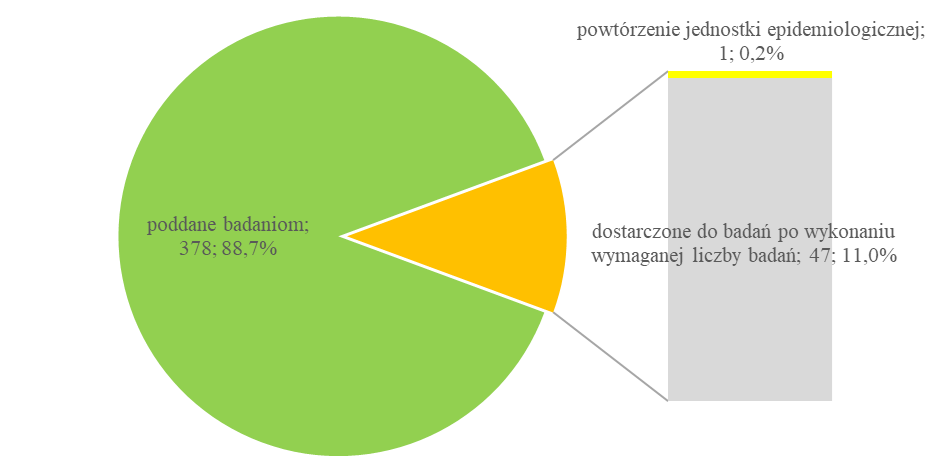 powtórzenie jednostki epidemiologicznej;
1; 0,2%
poddane badaniom;
378; 88,7%
dostarczone do badań po wykonaniu
wymaganej liczby badań; 47; 11,0%